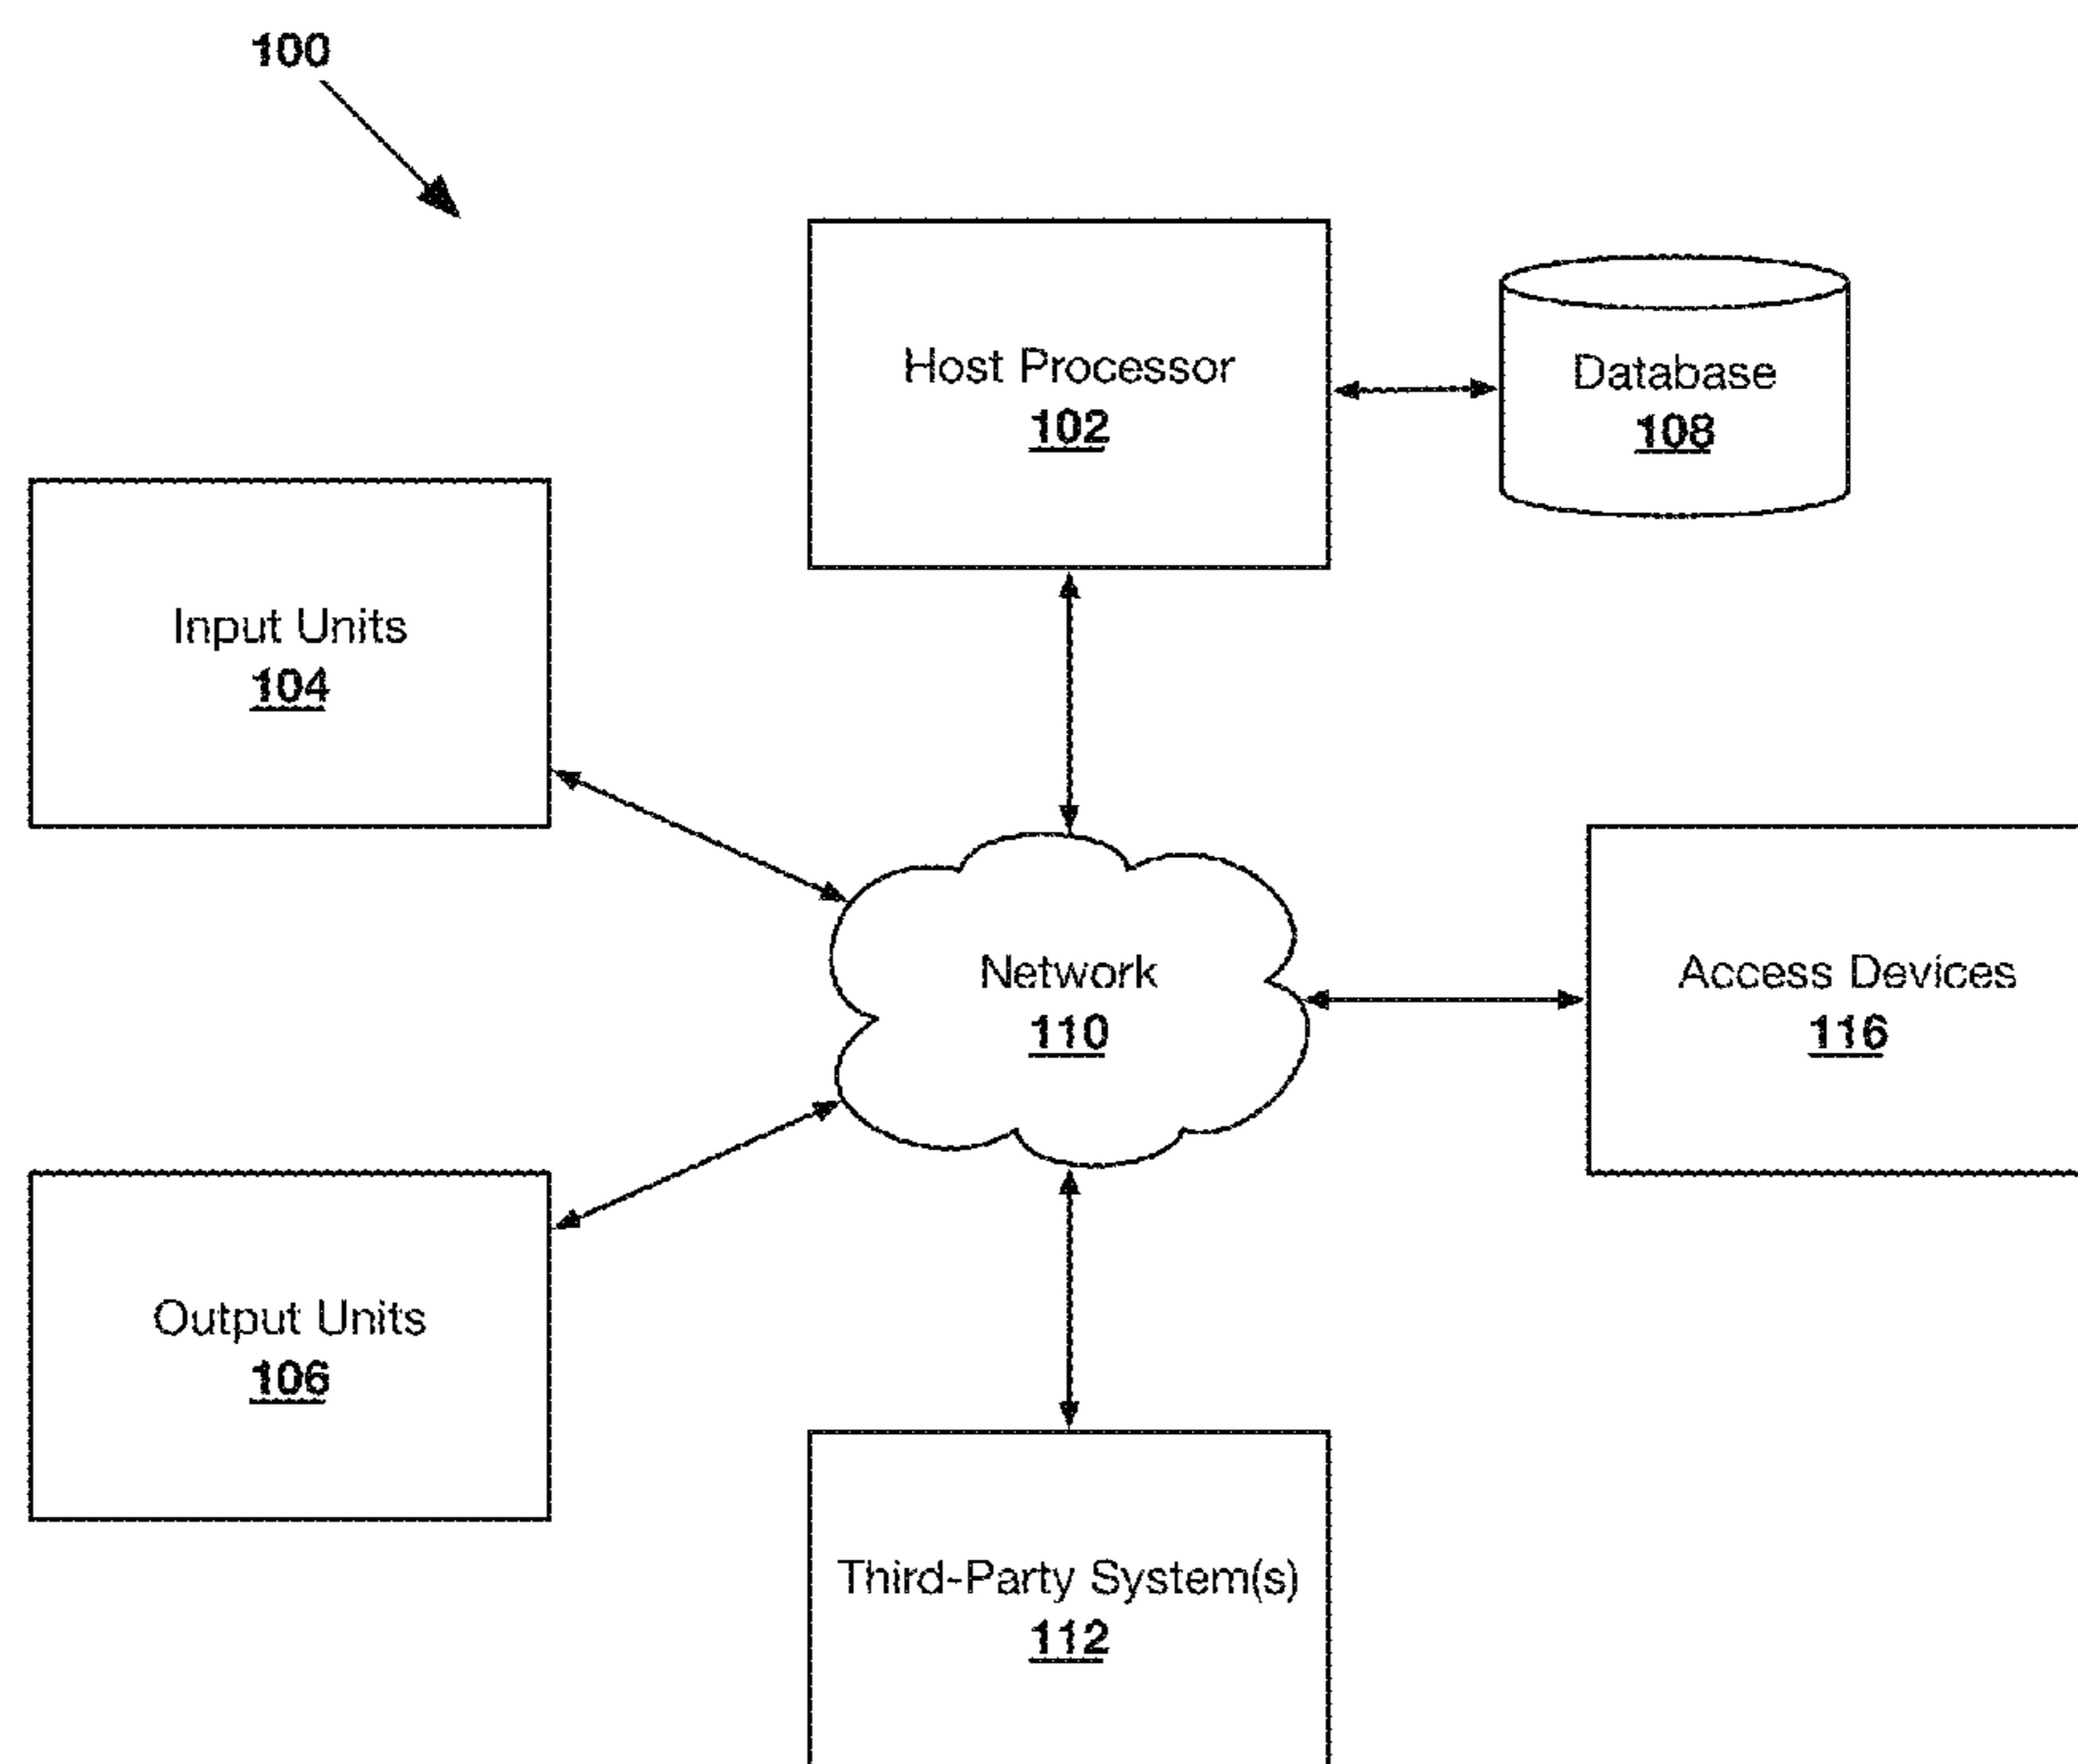 100
Host Processor
102
Database
108
Input Units
104
Network
110
Access Devices
116
Output Units
106
Third-Party System(s)
112